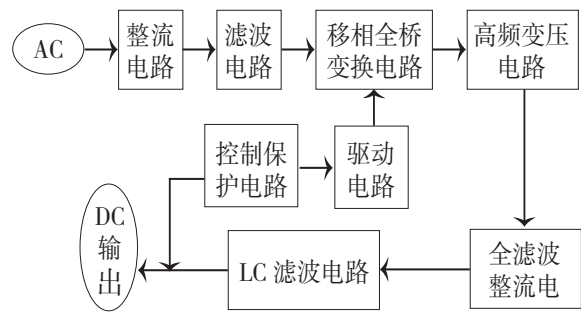 AC
整流
电路
滤波
电路
移相全桥
变换电路
高频变压
电路
控制保
护电路
驱动
电路
DC
输
出
LC 滤波电路
全滤波
整流电